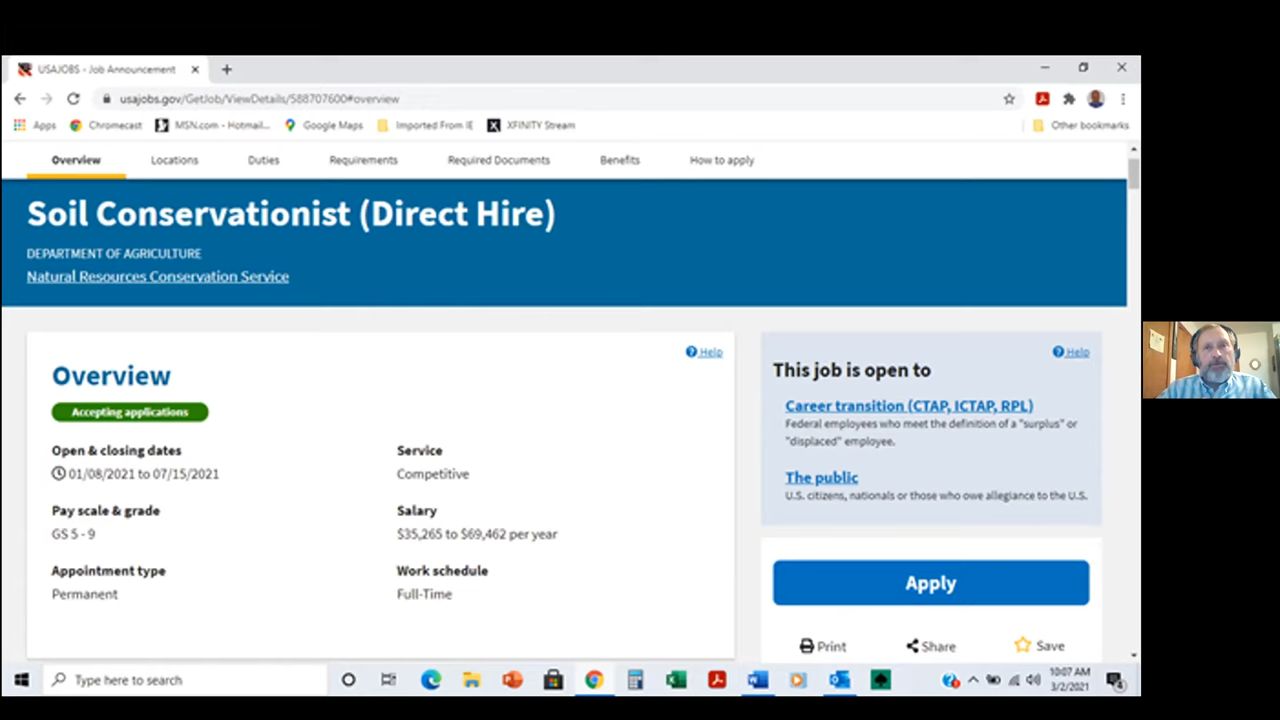 USAJOBS - Job Announcement
usajobs.gov/GetJob/ViewDetails/588707600#overview
Apps Chromecast MSN.com - Hotmail... Google Maps Imported From IE XFINITY Stream Other bookmarks
Overview Locations Duties Requirements Required Documents Benefits How to apply
Soil Conservationist (Direct Hire)
DEPARTMENT OF AGRICULTURE
Natural Resources Conservation Service
Help
Overview
Accepting applications
Open & closing dates
01/08/2021 to 07/15/2021
Service
Competitive
Pay scale & grade
GS 5 - 9
Salary
$35,265 to $69,462 per year
Appointment type
Permanent
Work schedule
Full-Time
Help
This job is open to
Career transition (CTAP, ICTAP, RPL)
Federal employees who meet the definition of a "surplus" or
"displaced" employee.
The public
U.S. citizens, nationals or those who owe allegiance to the U.S.
Apply
Print Share Save
Type here to search
10:07 AM
3/2/2021